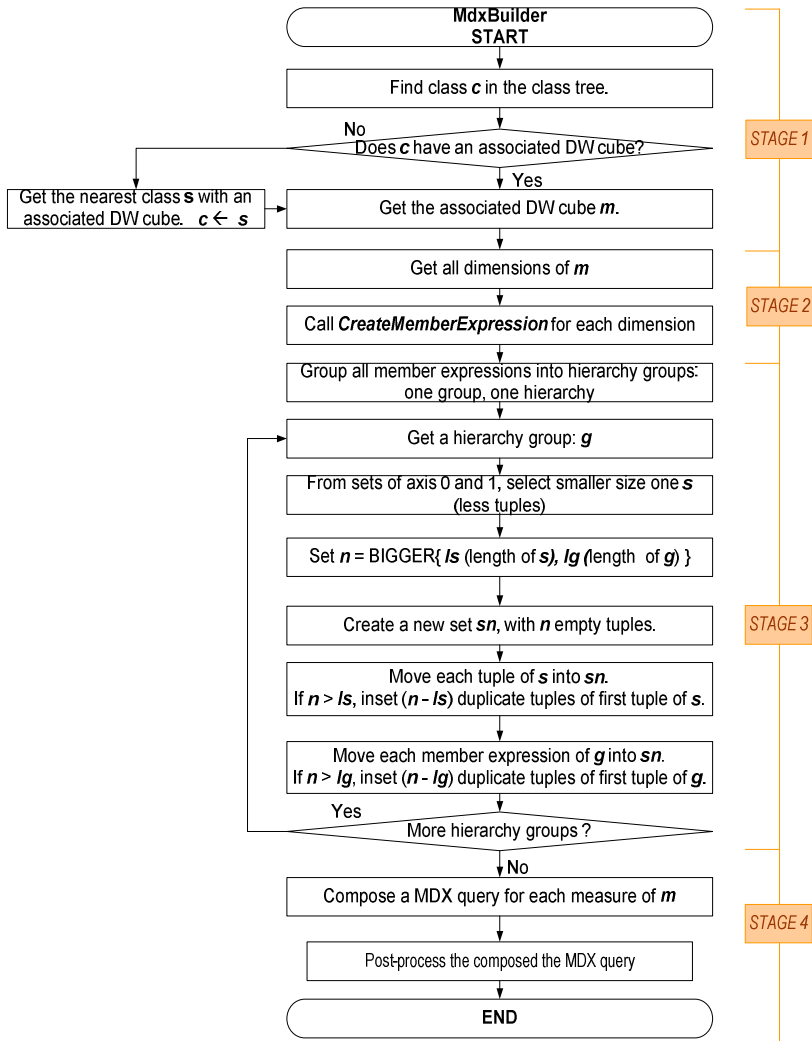 MdxBuilder
START
Find class c in the class tree.
No
Does c have an associated DW cube?
STAGE 1
Yes
Get the nearest class s with an
associated DW cube. c ← s
Get the associated DW cube m.
Get all dimensions of m
STAGE 2
Call CreateMemberExpression for each dimension
Group all member expressions into hierarchy groups:
one group, one hierarchy
Get a hierarchy group: g
From sets of axis 0 and 1, select smaller size one s
(less tuples)
Set n = BIGGER{ ls (length of s), lg (length of g) }
Create a new set sn, with n empty tuples.
STAGE 3
Move each tuple of s into sn.
If n > ls, inset (n - ls) duplicate tuples of first tuple of s.
Move each member expression of g into sn.
If n > lg, inset (n - lg) duplicate tuples of first tuple of g.
Yes
More hierarchy groups ?
No
Compose a MDX query for each measure of m
STAGE 4
Post-process the composed the MDX query
END